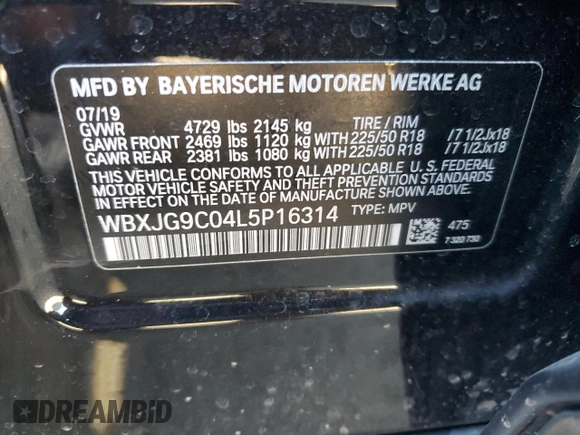 MFD BY BAYERISCHE MOTOREN WERKE AG
07/19
GVWR 4729 lbs 2145 kg TIRE / RIM
GAWR FRONT 2469 lbs 1120 kg WITH 225/50 R18 /7 1/2Jx18
GAWR REAR 2381 lbs 1080 kg WITH 225/50 R18 /7 1/2Jx18
THIS VEHICLE CONFORMS TO ALL APPLICABLE U. S. FEDERAL
MOTOR VEHICLE SAFETY AND THEFT PREVENTION STANDARDS
IN EFFECT ON THE DATE OF MANUFACTURE SHOWN ABOVE.
WBXJG9C04L5P16314 TYPE: MPV
475
7 320 730
DREAMBID